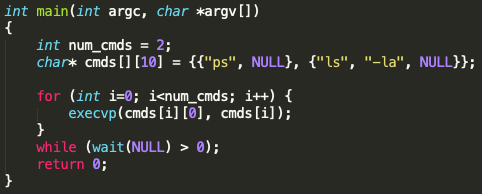 int main(int argc, char *argv[])
{
    int num_cmds = 2;
    char* cmds[][10] = {{"ps", NULL}, {"ls", "-la", NULL}};

    for (int i=0; i<num_cmds; i++) {
        execvp(cmds[i][0], cmds[i]);
    }
    while (wait(NULL) > 0);
    return 0;
}